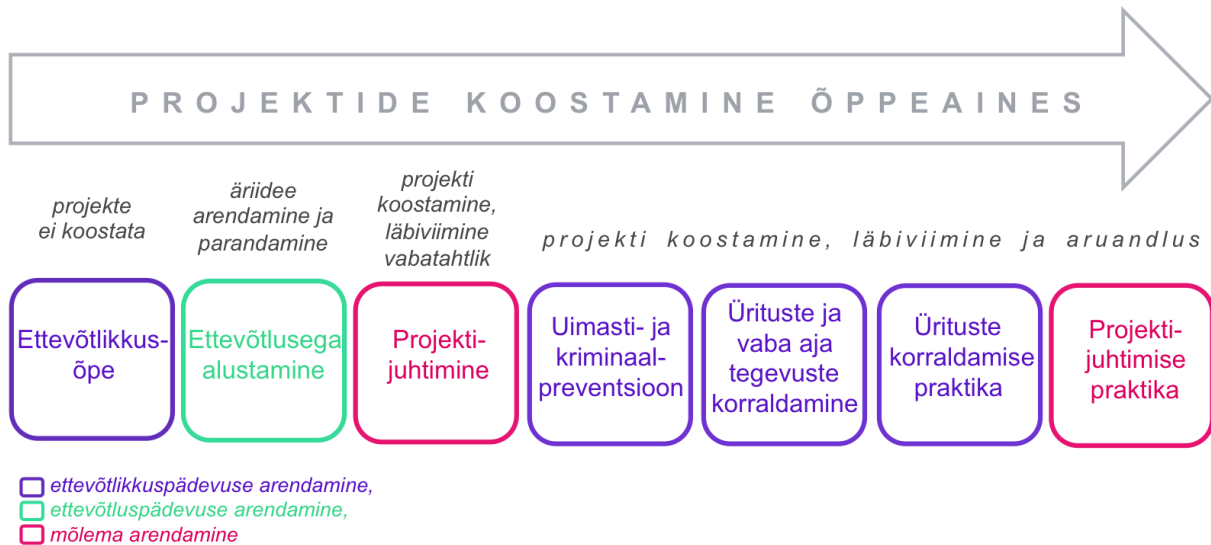 PROJEKTIDE KOOSTAMINE ÕPPEAINES
projekte
ei koostata
äriidee
arendamine ja
parandamine
projekti
koostamine,
läbiviimine
vabatahtlik
projekti koostamine, läbiviimine ja aruandlus
Ettevõtlikkus-
õpe
Ettevõtlusega
alustamine
Projekti-
juhtimine
Uimasti- ja
kriminaal-
preventsioon
Ürituste ja
vaba aja
tegevuste
korraldamine
Ürituste
korraldamise
praktika
Projekti-
juhtimise
praktika
ettevõtlikkuspädevuse arendamine,
ettevõtluspädevuse arendamine,
mõlema arendamine